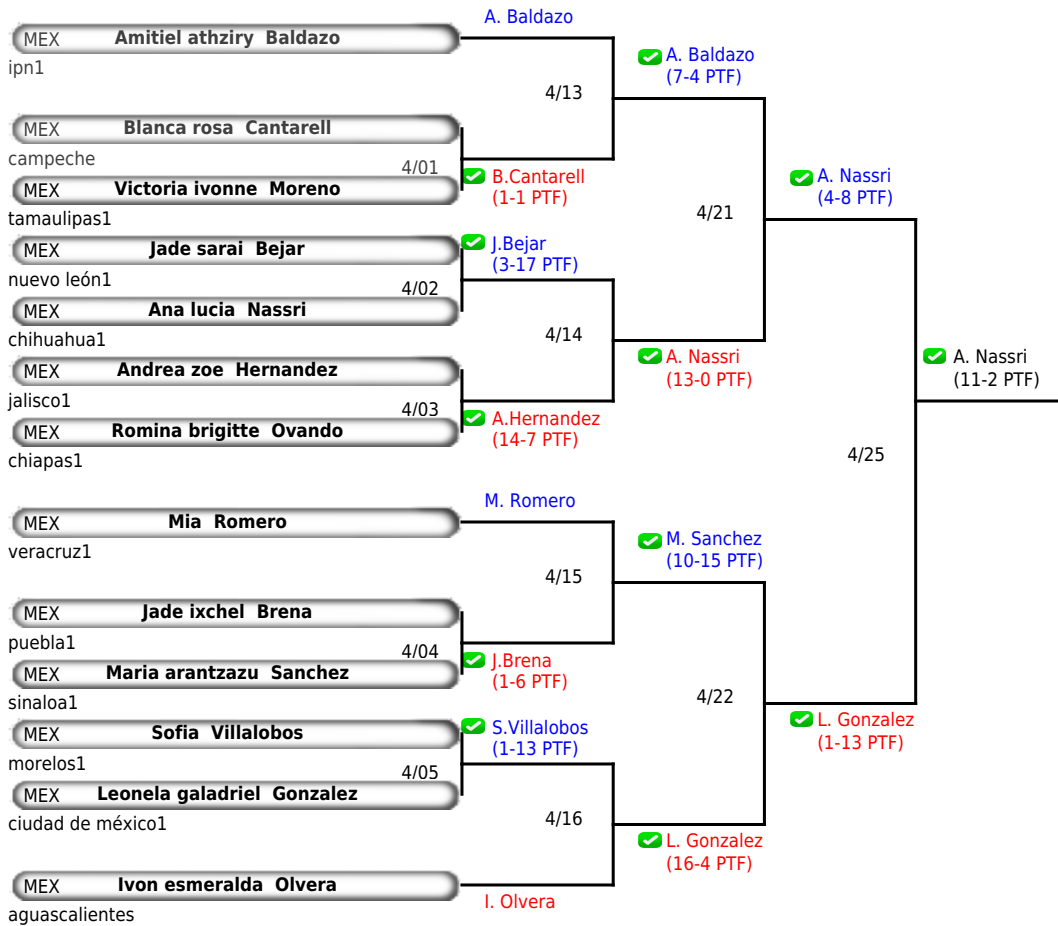 A. Baldazo
MEX Amitiel athziry Baldazo
ipn1
A. Baldazo
(7-4 PTF)
4/13
MEX Blanca rosa Cantarell
campeche
4/01
B.Cantarell
(1-1 PTF)
MEX Victoria ivonne Moreno
tamaulipas1
A. Nassri
(4-8 PTF)
4/21
MEX Jade sarai Bejar
nuevo león1
J.Bejar
(3-17 PTF)
4/02
MEX Ana lucia Nassri
chihuahua1
4/14
A. Nassri
(13-0 PTF)
A. Nassri
(11-2 PTF)
MEX Andrea zoe Hernandez
jalisco1
4/03
A.Hernandez
(14-7 PTF)
MEX Romina brigitte Ovando
chiapas1
4/25
M. Romero
MEX Mia Romero
veracruz1
M. Sanchez
(10-15 PTF)
4/15
MEX Jade ixchel Brena
puebla1
4/04
J.Brena
(1-6 PTF)
MEX Maria arantzazu Sanchez
sinaloa1
4/22
L. Gonzalez
(1-13 PTF)
MEX Sofia Villalobos
morelos1
S.Villalobos
(1-13 PTF)
4/05
MEX Leonela galadriel Gonzalez
ciudad de méxico1
4/16
L. Gonzalez
(16-4 PTF)
MEX Ivon esmeralda Olvera
aguascalientes
I. Olvera